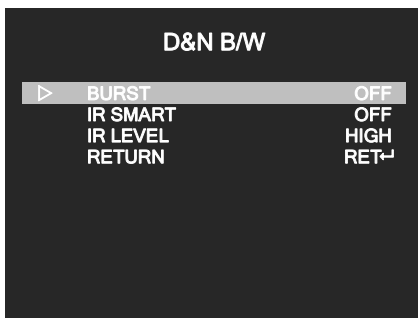 D&N B/W
▷ BURST OFF
IR SMART OFF
IR LEVEL HIGH
RETURN RET↵